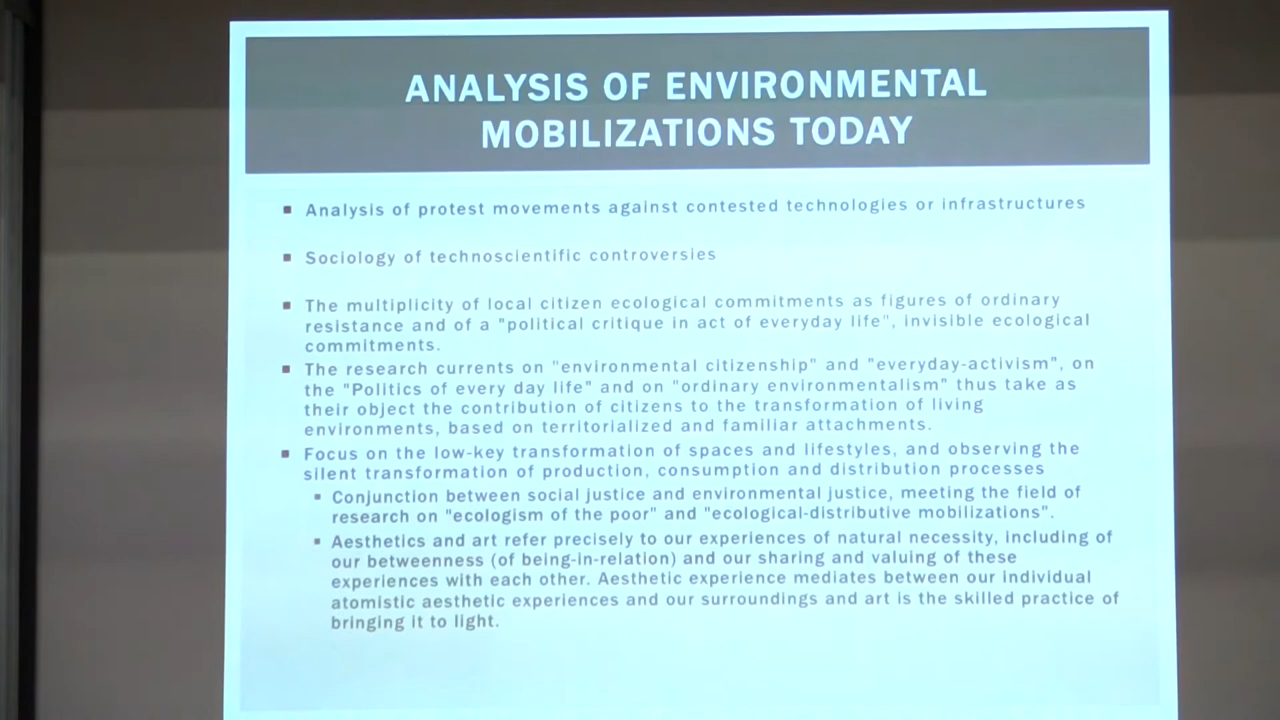 ANALYSIS OF ENVIRONMENTAL
MOBILIZATIONS TODAY
Analysis of protest movements against contested technologies or infrastructures
Sociology of technoscientific controversies
The multiplicity of local citizen ecological commitments as figures of ordinary
resistance and of a "political critique in act of everyday life", invisible ecological
commitments.
The research currents on "environmental citizenship" and "everyday-activism", on
the "Politics of every day life" and on "ordinary environmentalism" thus take as
their object the contribution of citizens to the transformation of living
environments, based on territorialized and familiar attachments.
Focus on the low-key transformation of spaces and lifestyles, and observing the
silent transformation of production, consumption and distribution processes
Conjunction between social justice and environmental justice, meeting the field of
research on "ecologism of the poor" and "ecological-distributive mobilizations".
Aesthetics and art refer precisely to our experiences of natural necessity, including of
our betweenness (of being-in-relation) and our sharing and valuing of these
experiences with each other. Aesthetic experience mediates between our individual
atomistic aesthetic experiences and our surroundings and art is the skilled practice of
bringing it to light.